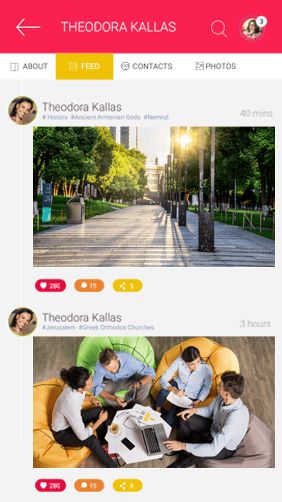 THEODORA KALLAS
3
ABOUT
FEED
CONTACTS
PHOTOS
Theodora Kallas
40 mins
# History #Ancient Armenian Gods #Nemrut
280
15
5
Theodora Kallas
3 hours
#Jerusalem #Greek Orthodox Churches
280
15
5